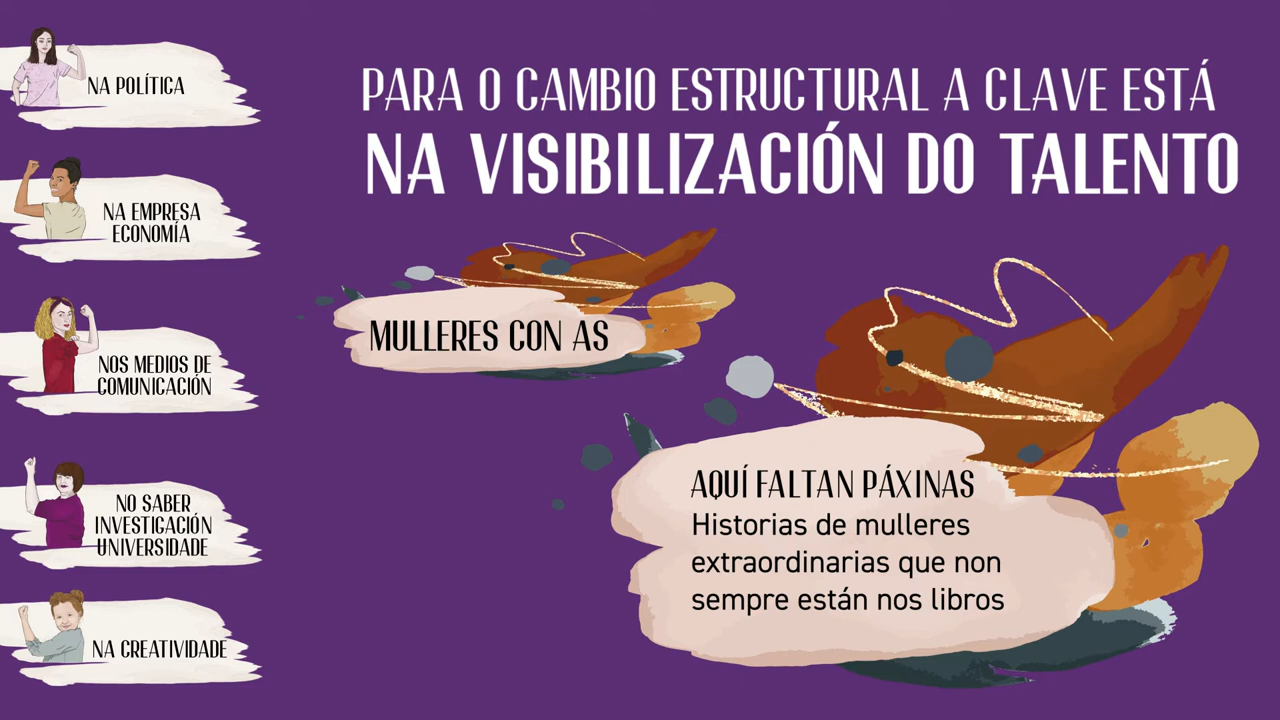 NA POLÍTICA
NA EMPRESA
ECONOMÍA
NOS MEDIOS DE
COMUNICACIÓN
NO SABER
INVESTIGACIÓN
UNIVERSIDADE
NA CREATIVIDADE
PARA O CAMBIO ESTRUCTURAL A CLAVE ESTÁ
NA VISIBILIZACIÓN DO TALENTO
MULLERES CON AS
AQUÍ FALTAN PÁXINAS
Historias de mulleres
extraordinarias que non
sempre están nos libros